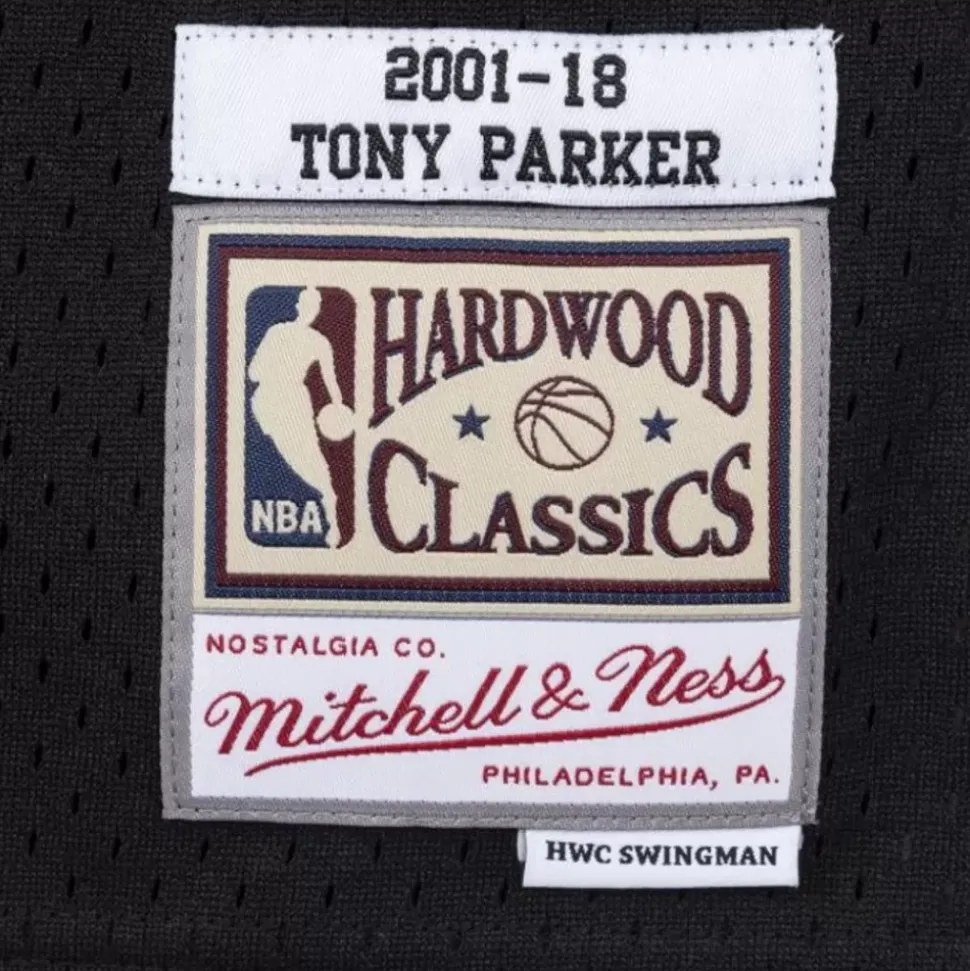 2001-18
TONY PARKER
HARDWOOD
CLASSICS
NBA
NOSTALGIA CO.
Mitchell & Ness
PHILADELPHIA, PA.
HWC SWINGMAN